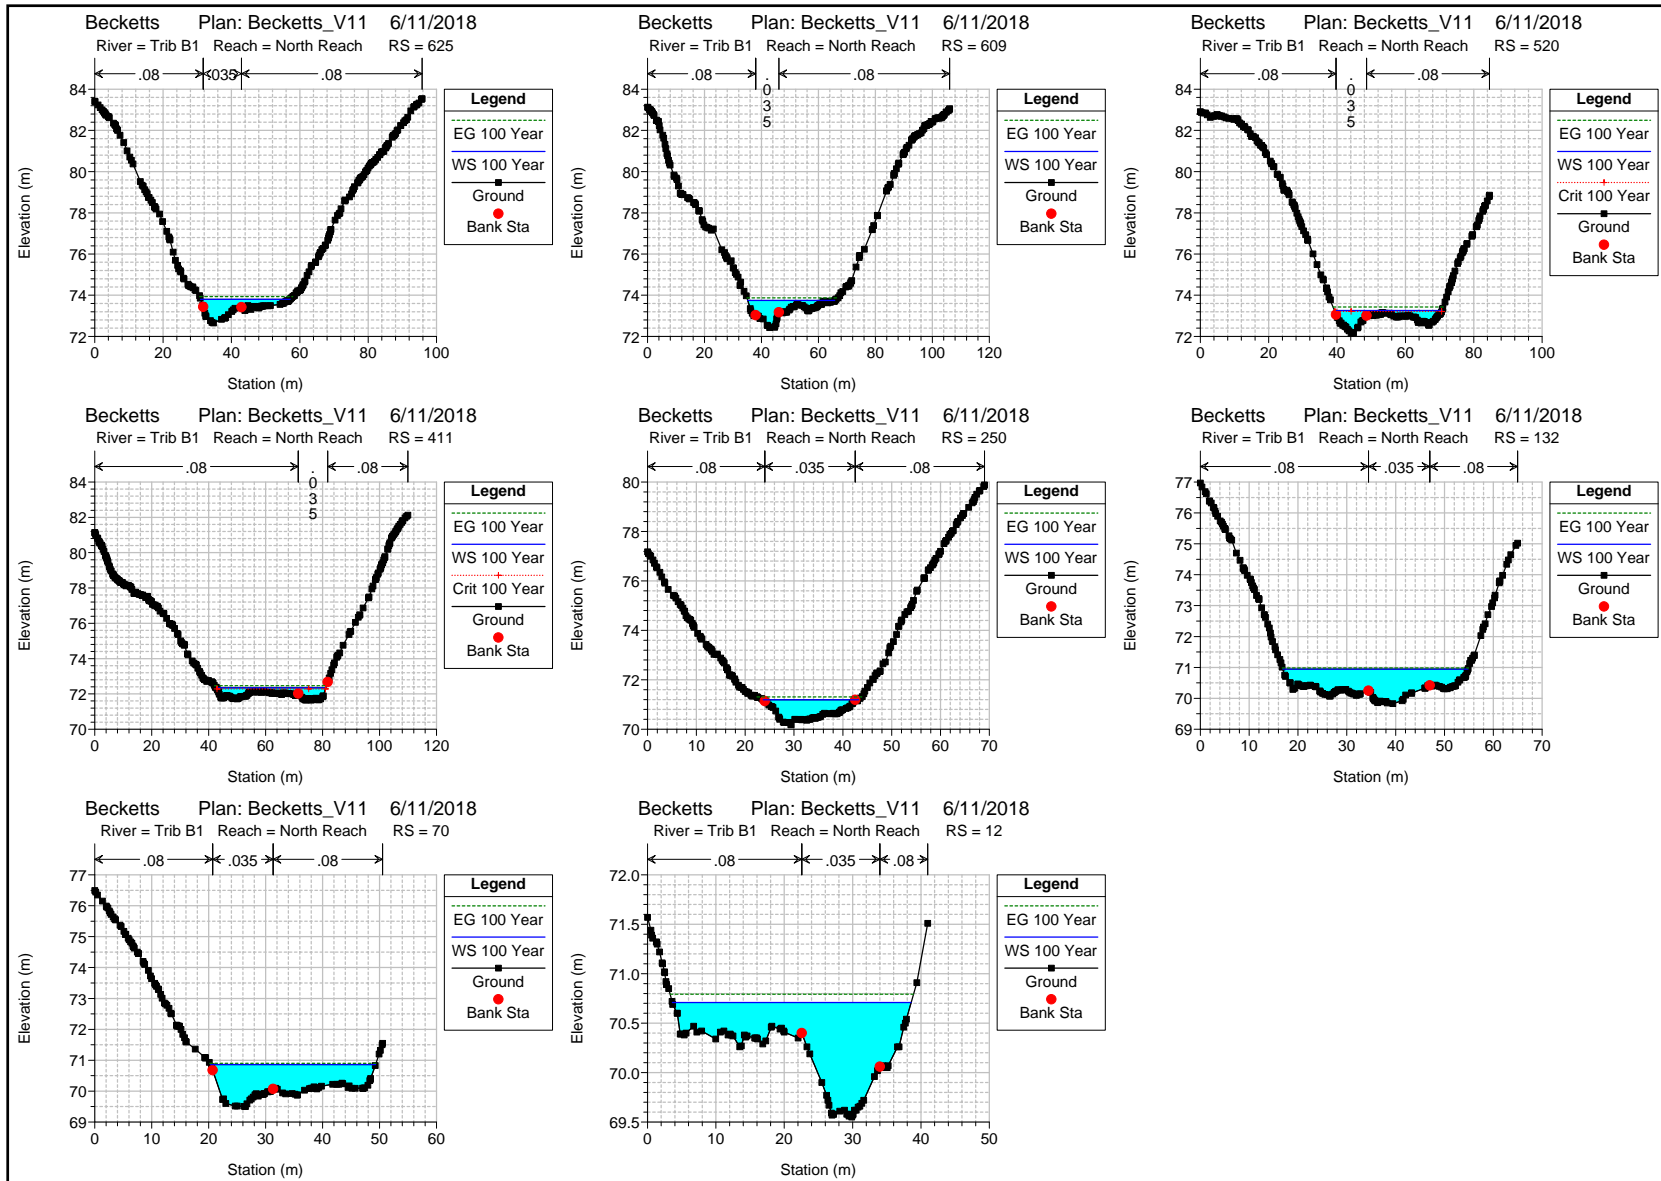 Becketts Plan: Becketts_V11 6/11/2018
River = Trib B1 Reach = North Reach RS = 625
.08 .035 .08
Legend
EG 100 Year
WS 100 Year
Ground
Bank Sta
Elevation (m)
84
82
80
78
76
74
72
0 20 40 60 80 100
Station (m)
Becketts Plan: Becketts_V11 6/11/2018
River = Trib B1 Reach = North Reach RS = 609
.08 .035 .08
Legend
EG 100 Year
WS 100 Year
Ground
Bank Sta
Elevation (m)
84
82
80
78
76
74
72
0 20 40 60 80 100 120
Station (m)
Becketts Plan: Becketts_V11 6/11/2018
River = Trib B1 Reach = North Reach RS = 520
.08 .035 .08
Legend
EG 100 Year
WS 100 Year
Crit 100 Year
Ground
Bank Sta
Elevation (m)
84
82
80
78
76
74
72
0 20 40 60 80 100
Station (m)
Becketts Plan: Becketts_V11 6/11/2018
River = Trib B1 Reach = North Reach RS = 411
.08 .035 .08
Legend
EG 100 Year
WS 100 Year
Crit 100 Year
Ground
Bank Sta
Elevation (m)
84
82
80
78
76
74
72
70
0 20 40 60 80 100 120
Station (m)
Becketts Plan: Becketts_V11 6/11/2018
River = Trib B1 Reach = North Reach RS = 250
.08 .035 .08
Legend
EG 100 Year
WS 100 Year
Ground
Bank Sta
Elevation (m)
80
78
76
74
72
70
0 10 20 30 40 50 60 70
Station (m)
Becketts Plan: Becketts_V11 6/11/2018
River = Trib B1 Reach = North Reach RS = 132
.08 .035 .08
Legend
EG 100 Year
WS 100 Year
Ground
Bank Sta
Elevation (m)
77
76
75
74
73
72
71
70
69
0 10 20 30 40 50 60 70
Station (m)
Becketts Plan: Becketts_V11 6/11/2018
River = Trib B1 Reach = North Reach RS = 70
.08 .035 .08
Legend
EG 100 Year
WS 100 Year
Ground
Bank Sta
Elevation (m)
77
76
75
74
73
72
71
70
69
0 10 20 30 40 50 60
Station (m)
Becketts Plan: Becketts_V11 6/11/2018
River = Trib B1 Reach = North Reach RS = 12
.08 .035 .08
Legend
EG 100 Year
WS 100 Year
Ground
Bank Sta
Elevation (m)
72.0
71.5
71.0
70.5
70.0
69.5
0 10 20 30 40 50
Station (m)